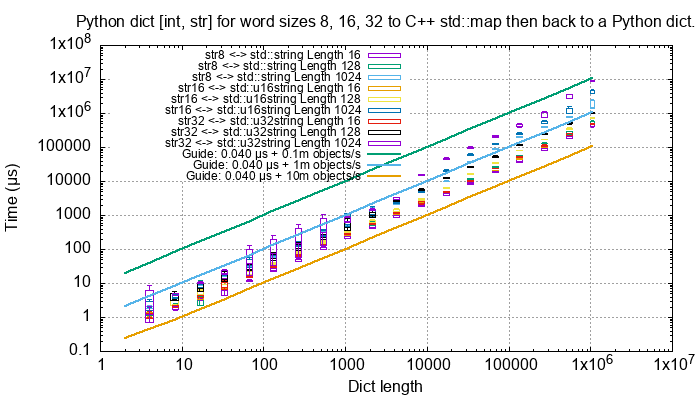 Python dict [int, str] for word sizes 8, 16, 32 to C++ std::map then back to a Python dict.
1x10^8
1x10^7
1x10^6
100000
10000
1000
100
10
1
0.1
Time (µs)
str8 <-> std::string Length 16
str8 <-> std::string Length 128
str8 <-> std::string Length 1024
str16 <-> std::u16string Length 16
str16 <-> std::u16string Length 128
str16 <-> std::u16string Length 1024
str32 <-> std::u32string Length 16
str32 <-> std::u32string Length 128
str32 <-> std::u32string Length 1024
Guide: 0.040 µs + 0.1m objects/s
Guide: 0.040 µs + 1m objects/s
Guide: 0.040 µs + 10m objects/s
1 10 100 1000 10000 100000 1x10^6 1x10^7
Dict length